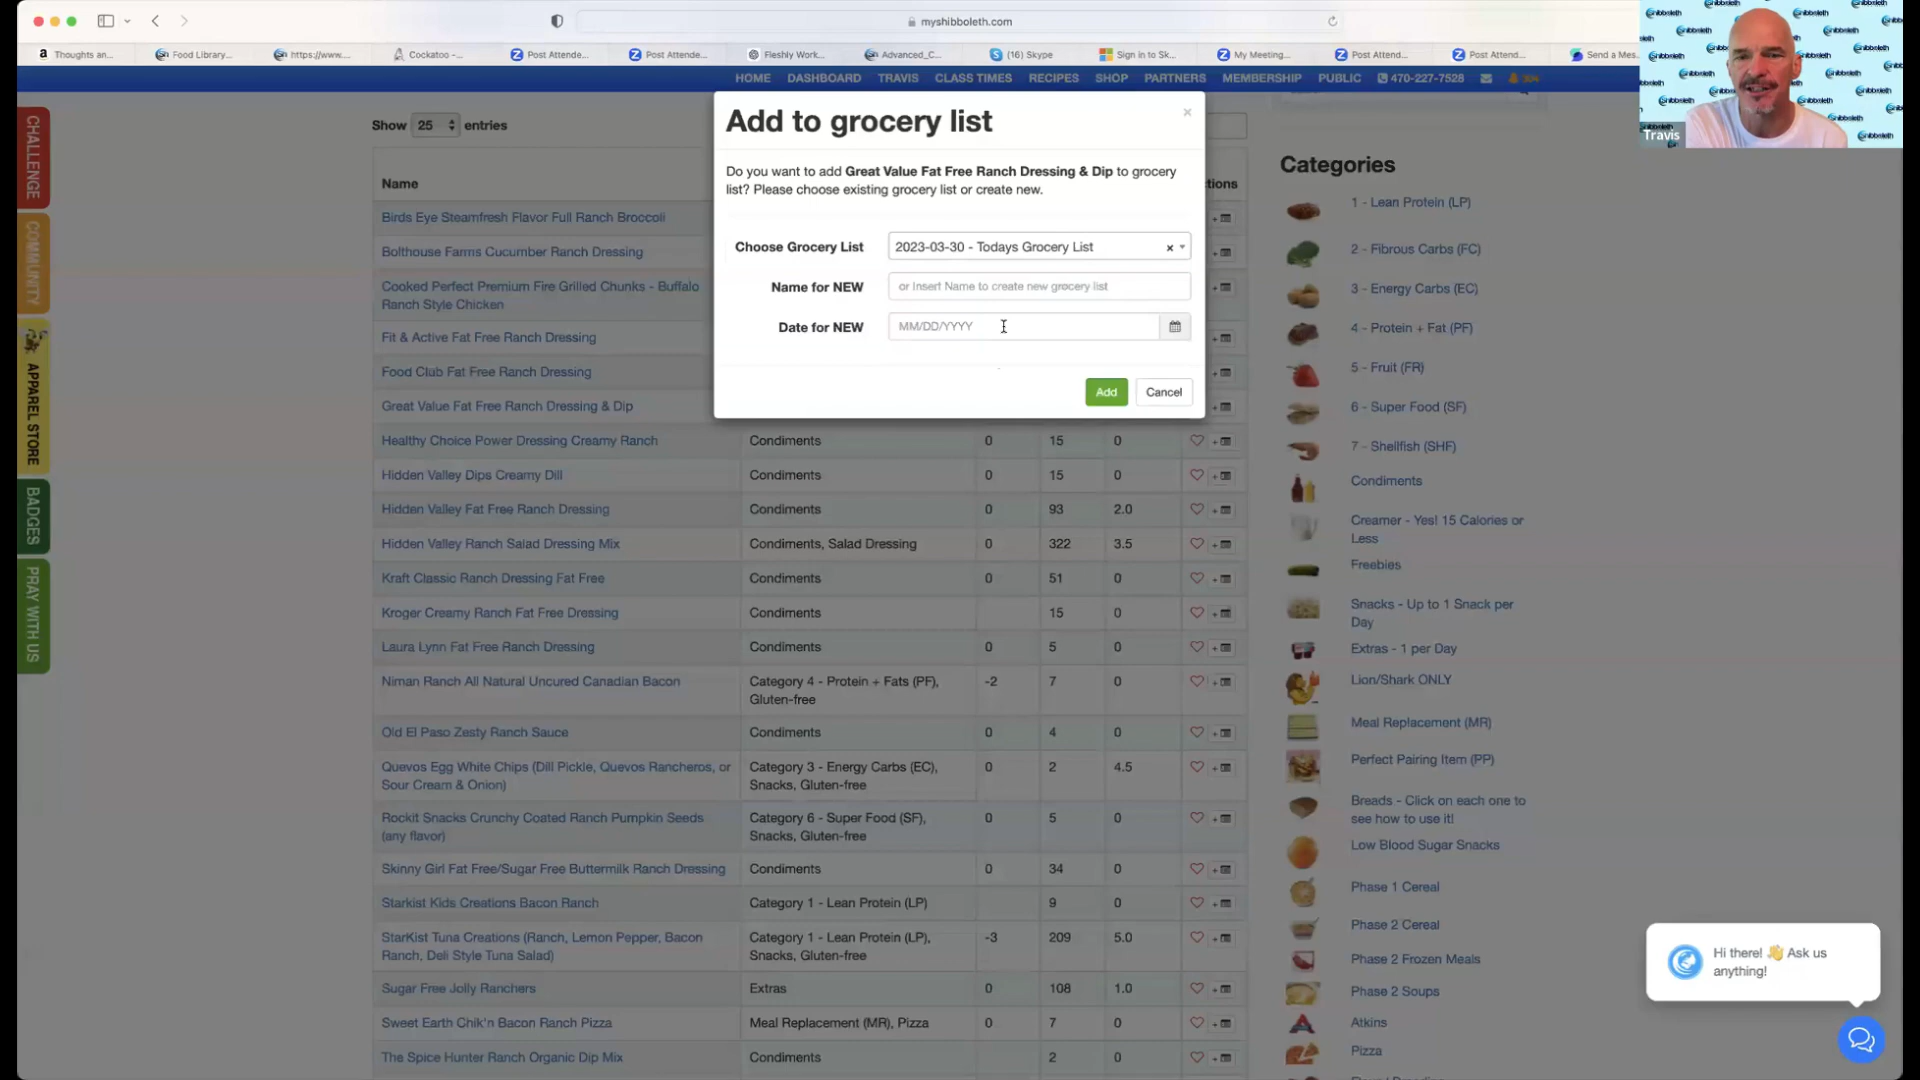 myshibboleth.com
Thoughts an...
Food Library...
https://www....
Cockatoo -...
Post Attende...
Post Attende...
Fleshly Work...
Advanced_C...
(16) Skype
Sign in to Sk...
My Meeting...
Post Attend...
Post Attend...
Send a Mes...
HOME DASHBOARD TRAVIS CLASS TIMES RECIPES SHOP PARTNERS MEMBERSHIP PUBLIC 470-227-7528
Travis
CHALLENGE
COMMUNITY
APPAREL STORE
BADGES
PRAY WITH US
Show 25 entries
Name
Add to grocery list
×
Do you want to add Great Value Fat Free Ranch Dressing & Dip to grocery
list? Please choose existing grocery list or create new.
Choose Grocery List 2023-03-30 - Todays Grocery List ×
Name for NEW or Insert Name to create new grocery list
Date for NEW MM/DD/YYYY
Add Cancel
Birds Eye Steamfresh Flavor Full Ranch Broccoli
Bolthouse Farms Cucumber Ranch Dressing
Cooked Perfect Premium Fire Grilled Chunks - Buffalo
Ranch Style Chicken
Fit & Active Fat Free Ranch Dressing
Food Club Fat Free Ranch Dressing
Great Value Fat Free Ranch Dressing & Dip
Healthy Choice Power Dressing Creamy Ranch Condiments 0 15 0
Hidden Valley Dips Creamy Dill Condiments 0 15 0
Hidden Valley Fat Free Ranch Dressing Condiments 0 93 2.0
Hidden Valley Ranch Salad Dressing Mix Condiments, Salad Dressing 0 322 3.5
Kraft Classic Ranch Dressing Fat Free Condiments 0 51 0
Kroger Creamy Ranch Fat Free Dressing Condiments 15 0
Laura Lynn Fat Free Ranch Dressing Condiments 0 5 0
Niman Ranch All Natural Uncured Canadian Bacon Category 4 - Protein + Fats (PF), -2 7 0
Gluten-free
Old El Paso Zesty Ranch Sauce Condiments 0 4 0
Quevos Egg White Chips (Dill Pickle, Quevos Rancheros, or Category 3 - Energy Carbs (EC), 0 2 4.5
Sour Cream & Onion) Snacks, Gluten-free
Rockit Snacks Crunchy Coated Ranch Pumpkin Seeds Category 6 - Super Food (SF), 0 5 0
(any flavor) Snacks, Gluten-free
Skinny Girl Fat Free/Sugar Free Buttermilk Ranch Dressing Condiments 0 34 0
Starkist Kids Creations Bacon Ranch Category 1 - Lean Protein (LP) 9 0
StarKist Tuna Creations (Ranch, Lemon Pepper, Bacon Category 1 - Lean Protein (LP), -3 209 5.0
Ranch, Deli Style Tuna Salad) Snacks, Gluten-free
Sugar Free Jolly Ranchers Extras 0 108 1.0
Sweet Earth Chik'n Bacon Ranch Pizza Meal Replacement (MR), Pizza 0 7 0
The Spice Hunter Ranch Organic Dip Mix Condiments 2 0
Categories
1 - Lean Protein (LP)
2 - Fibrous Carbs (FC)
3 - Energy Carbs (EC)
4 - Protein + Fat (PF)
5 - Fruit (FR)
6 - Super Food (SF)
7 - Shellfish (SHF)
Condiments
Creamer - Yes! 15 Calories or
Less
Freebies
Snacks - Up to 1 Snack per
Day
Extras - 1 per Day
Lion/Shark ONLY
Meal Replacement (MR)
Perfect Pairing Item (PP)
Breads - Click on each one to
see how to use it!
Low Blood Sugar Snacks
Phase 1 Cereal
Phase 2 Cereal
Phase 2 Frozen Meals
Phase 2 Soups
Atkins
Pizza
Hi there! 👋 Ask us
anything!